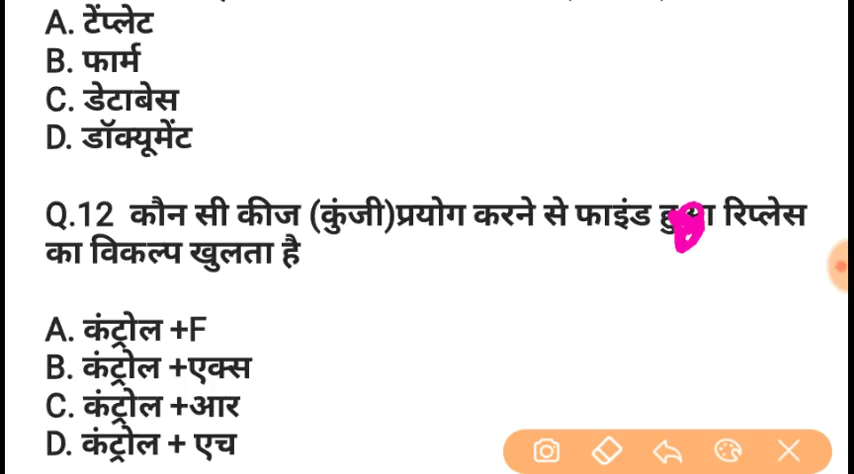 A. टेंप्लेट
B. फार्म
C. डेटाबेस
D. डॉक्यूमेंट
Q.12 कौन सी कीज (कुंजी)प्रयोग करने से फाइंड रिप्लेस
का विकल्प खुलता है
A. कंट्रोल +F
B. कंट्रोल +एक्स
C. कंट्रोल +आर
D. कंट्रोल + एच